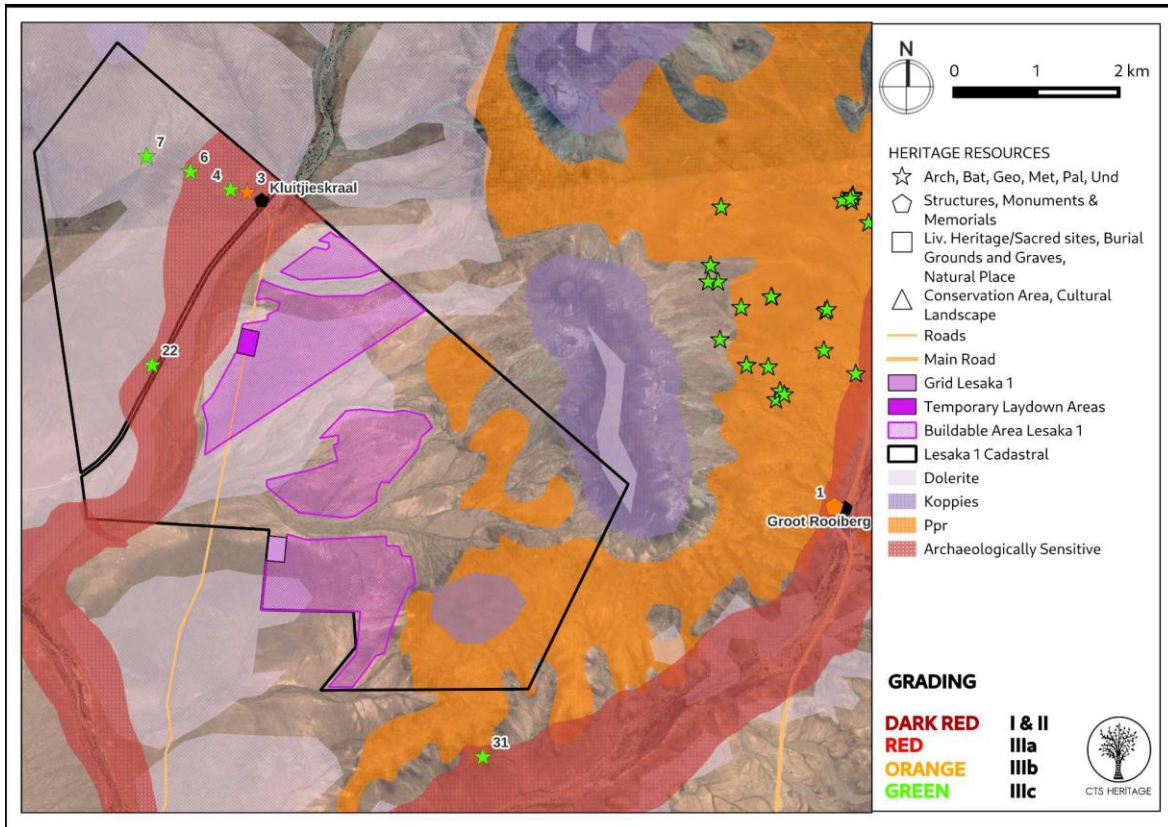 7
6
4
3
Kluitjieskraal
22
1
Groot Rooiberg
31
N
0 1 2 km
HERITAGE RESOURCES
Arch, Bat, Geo, Met, Pal, Und
Structures, Monuments &
Memorials
Liv. Heritage/Sacred sites, Burial
Grounds and Graves,
Natural Place
Conservation Area, Cultural
Landscape
Roads
Main Road
Grid Lesaka 1
Temporary Laydown Areas
Buildable Area Lesaka 1
Lesaka 1 Cadastral
Dolerite
Koppies
Ppr
Archaeologically Sensitive
GRADING
DARK RED I & II
RED IIIa
ORANGE IIIb
GREEN IIIc
CTS HERITAGE